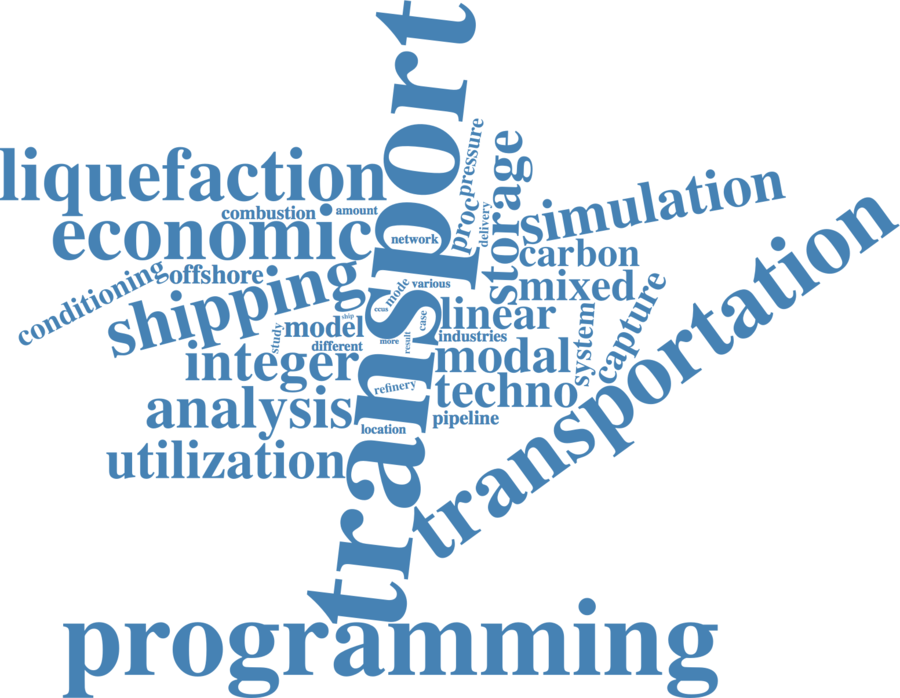 transport
liquefaction
pressure
proc
storage
simulation
combustion
amount
delivery
economic
network
carbon
transportation
conditioning
offshore
mixed
shipping
mode
various
capture
ccus
ship
linear
case
system
model
study
industries
more
result
different
integer
modal
refinery
techno
analysis
pipeline
location
utilization
programming